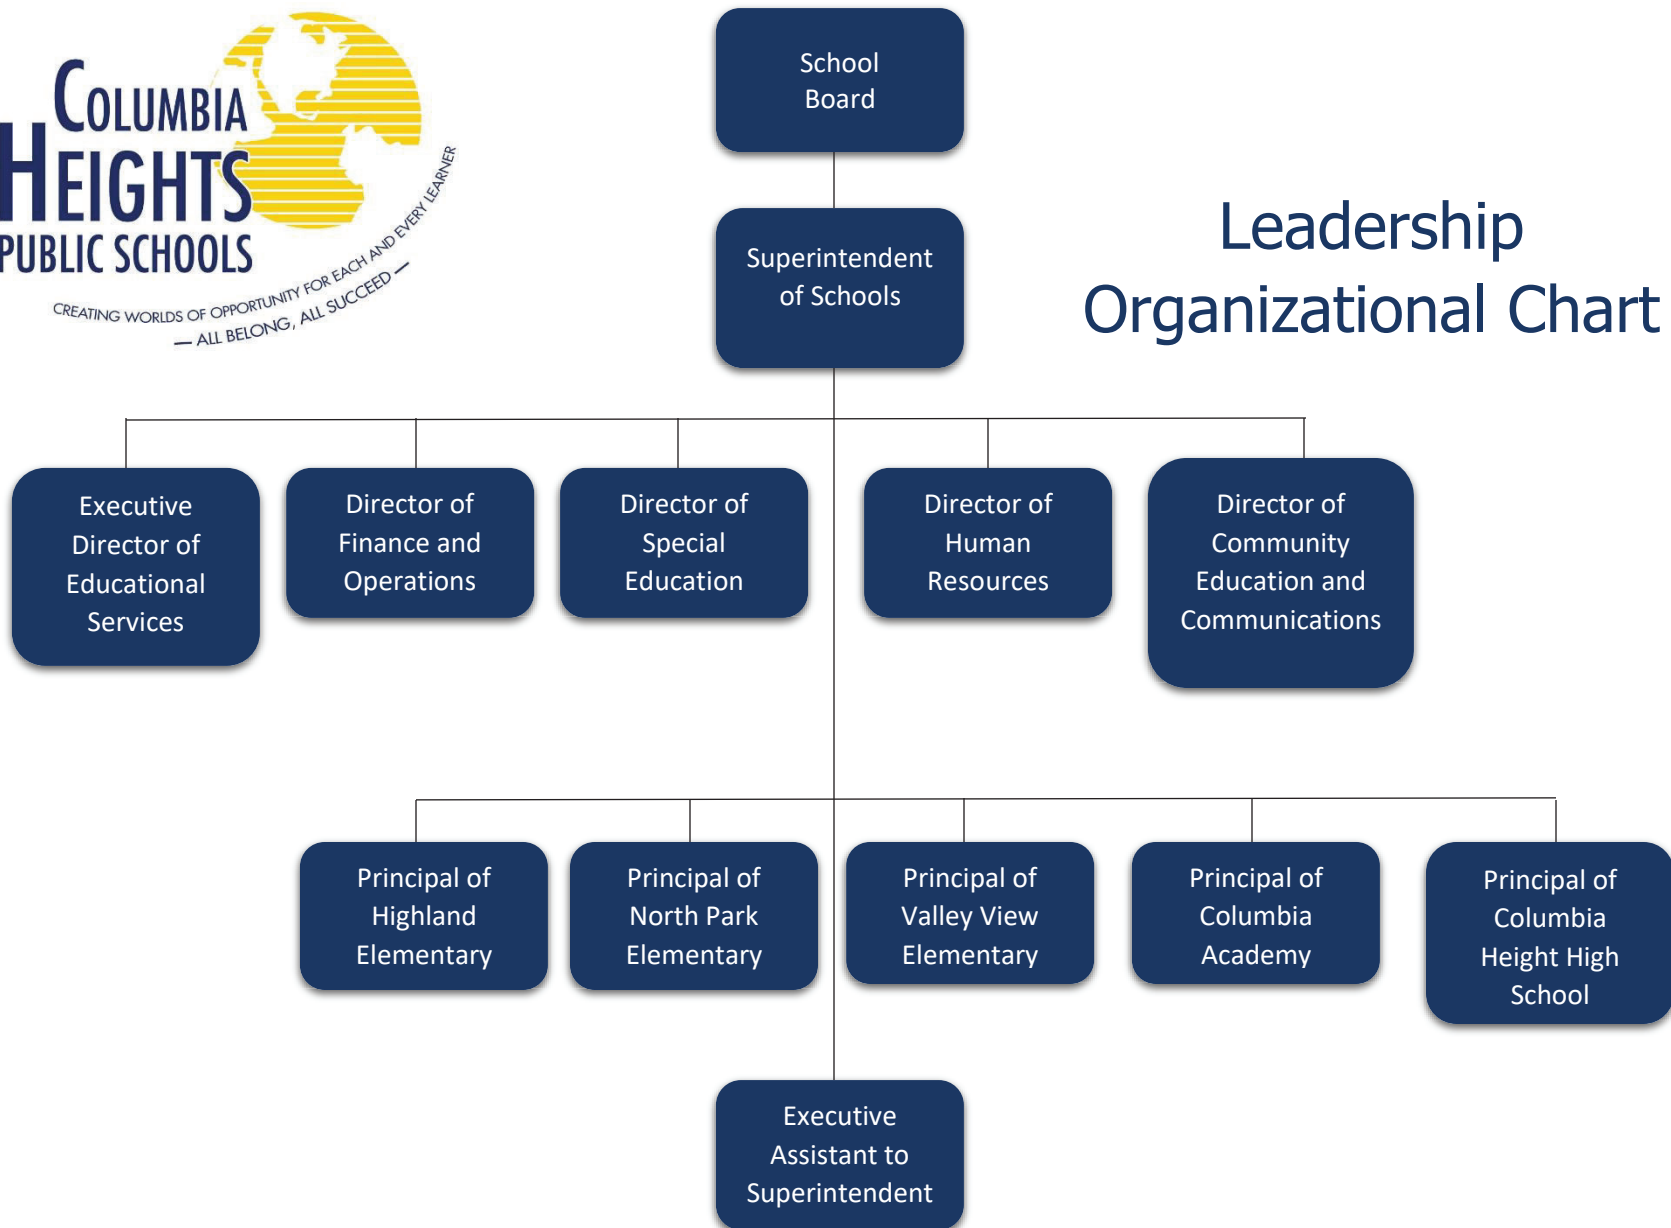 COLUMBIA
HEIGHTS
PUBLIC SCHOOLS
CREATING WORLDS OF OPPORTUNITY FOR EACH AND EVERY LEARNER
— ALL BELONG, ALL SUCCEED —
School
Board
Superintendent
of Schools
Leadership
Organizational Chart
Executive
Director of
Educational
Services
Director of
Finance and
Operations
Director of
Special
Education
Director of
Human
Resources
Director of
Community
Education and
Communications
Principal of
Highland
Elementary
Principal of
North Park
Elementary
Principal of
Valley View
Elementary
Principal of
Columbia
Academy
Principal of
Columbia
Height High
School
Executive
Assistant to
Superintendent